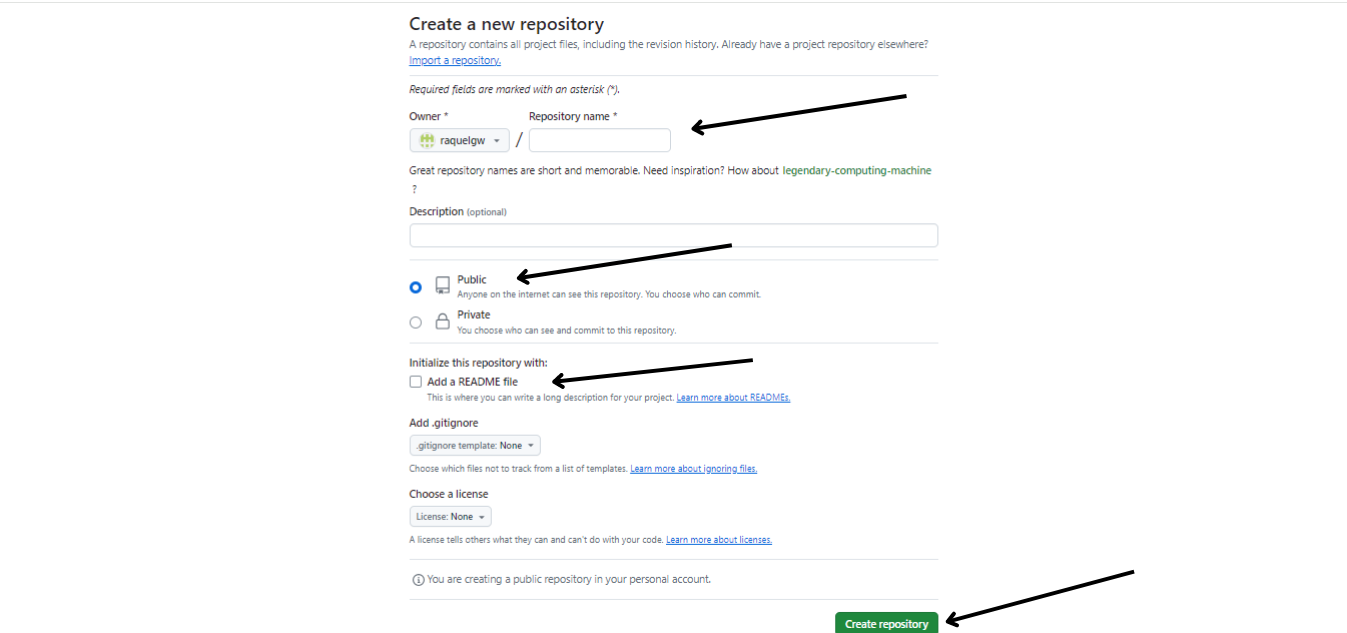 Create a new repository
A repository contains all project files, including the revision history. Already have a project repository elsewhere?
Import a repository.
Required fields are marked with an asterisk (*).
Owner * Repository name *
raquelgw /
Great repository names are short and memorable. Need inspiration? How about legendary-computing-machine
?
Description (optional)
Public
Anyone on the internet can see this repository. You choose who can commit.
Private
You choose who can see and commit to this repository.
Initialize this repository with:
Add a README file
This is where you can write a long description for your project. Learn more about READMEs.
Add .gitignore
.gitignore template: None
Choose which files not to track from a list of templates. Learn more about ignoring files.
Choose a license
License: None
A license tells others what they can and can't do with your code. Learn more about licenses.
You are creating a public repository in your personal account.
Create repository